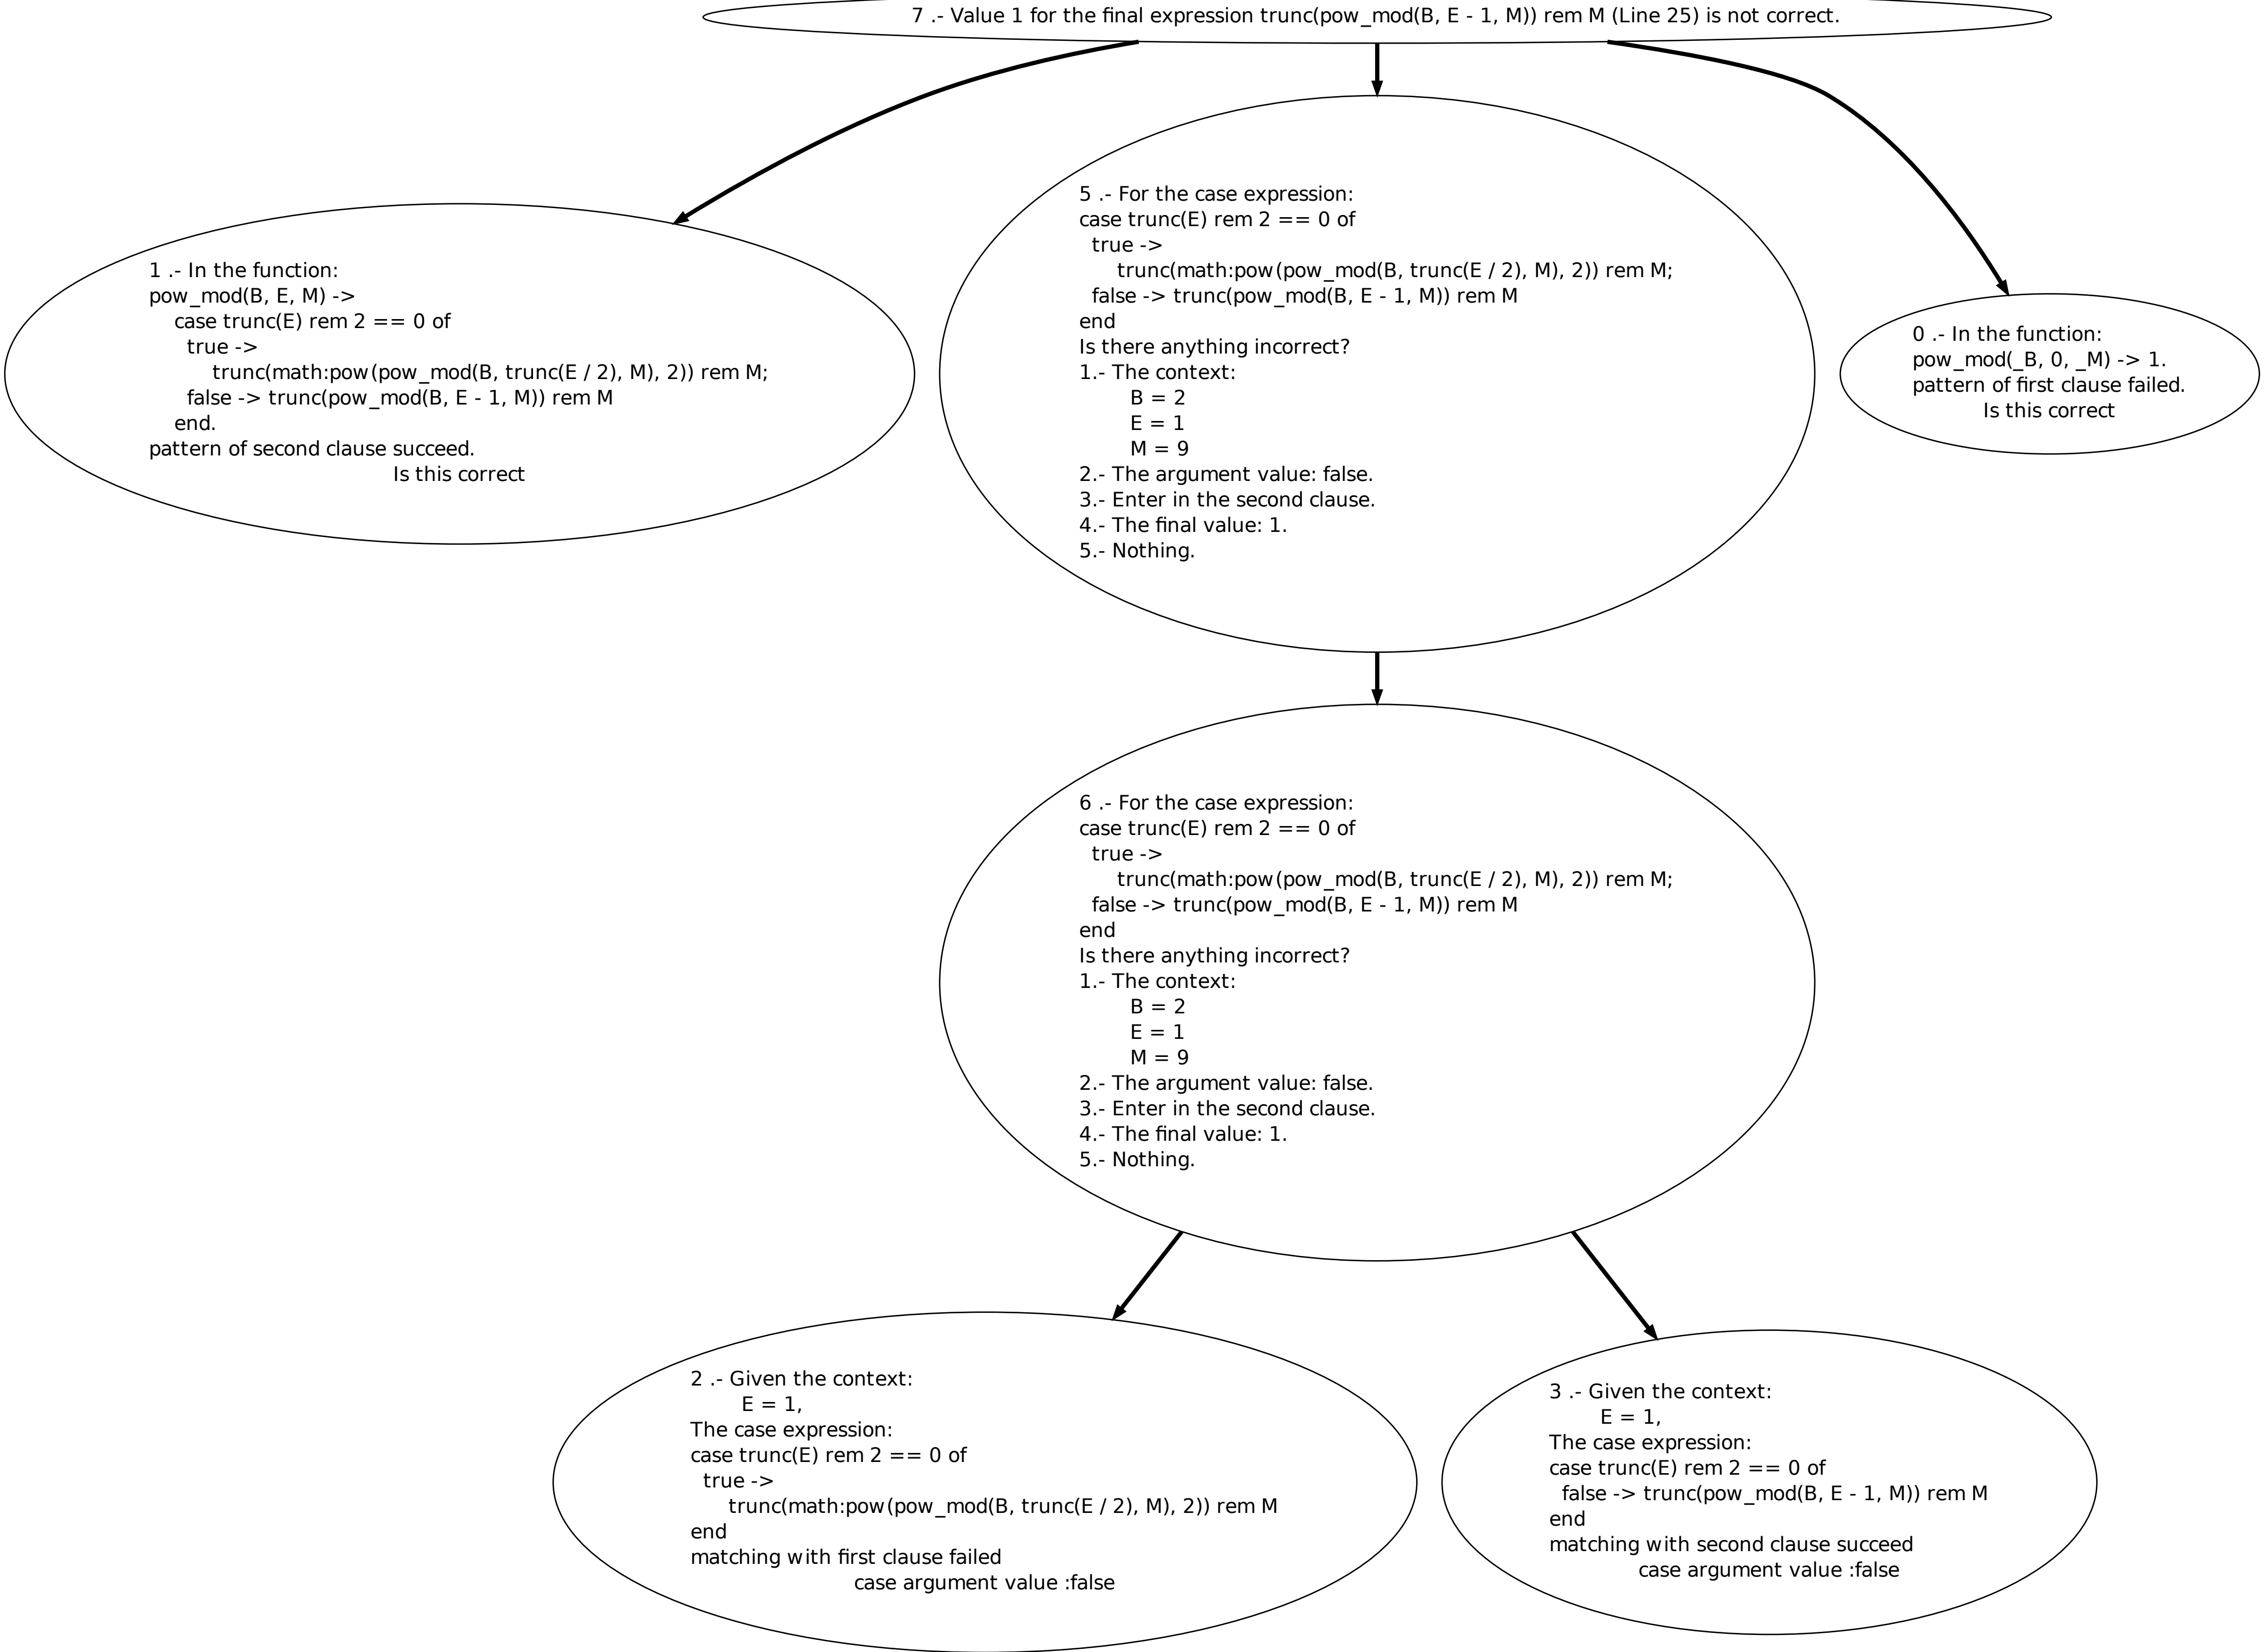 7 .- Value 1 for the final expression trunc(pow_mod(B, E - 1, M)) rem M (Line 25) is not correct.
1 .- In the function:
pow_mod(B, E, M) ->
    case trunc(E) rem 2 == 0 of
      true ->
          trunc(math:pow(pow_mod(B, trunc(E / 2), M), 2)) rem M;
      false -> trunc(pow_mod(B, E - 1, M)) rem M
    end.
pattern of second clause succeed.
Is this correct
5 .- For the case expression:
case trunc(E) rem 2 == 0 of
  true ->
      trunc(math:pow(pow_mod(B, trunc(E / 2), M), 2)) rem M;
  false -> trunc(pow_mod(B, E - 1, M)) rem M
end
Is there anything incorrect?
1.- The context:
        B = 2
        E = 1
        M = 9
2.- The argument value: false.
3.- Enter in the second clause.
4.- The final value: 1.
5.- Nothing.
0 .- In the function:
pow_mod(_B, 0, _M) -> 1.
pattern of first clause failed.
Is this correct
6 .- For the case expression:
case trunc(E) rem 2 == 0 of
  true ->
      trunc(math:pow(pow_mod(B, trunc(E / 2), M), 2)) rem M;
  false -> trunc(pow_mod(B, E - 1, M)) rem M
end
Is there anything incorrect?
1.- The context:
        B = 2
        E = 1
        M = 9
2.- The argument value: false.
3.- Enter in the second clause.
4.- The final value: 1.
5.- Nothing.
2 .- Given the context:
        E = 1,
The case expression:
case trunc(E) rem 2 == 0 of
  true ->
      trunc(math:pow(pow_mod(B, trunc(E / 2), M), 2)) rem M
end
matching with first clause failed
case argument value :false
3 .- Given the context:
        E = 1,
The case expression:
case trunc(E) rem 2 == 0 of
  false -> trunc(pow_mod(B, E - 1, M)) rem M
end
matching with second clause succeed
case argument value :false